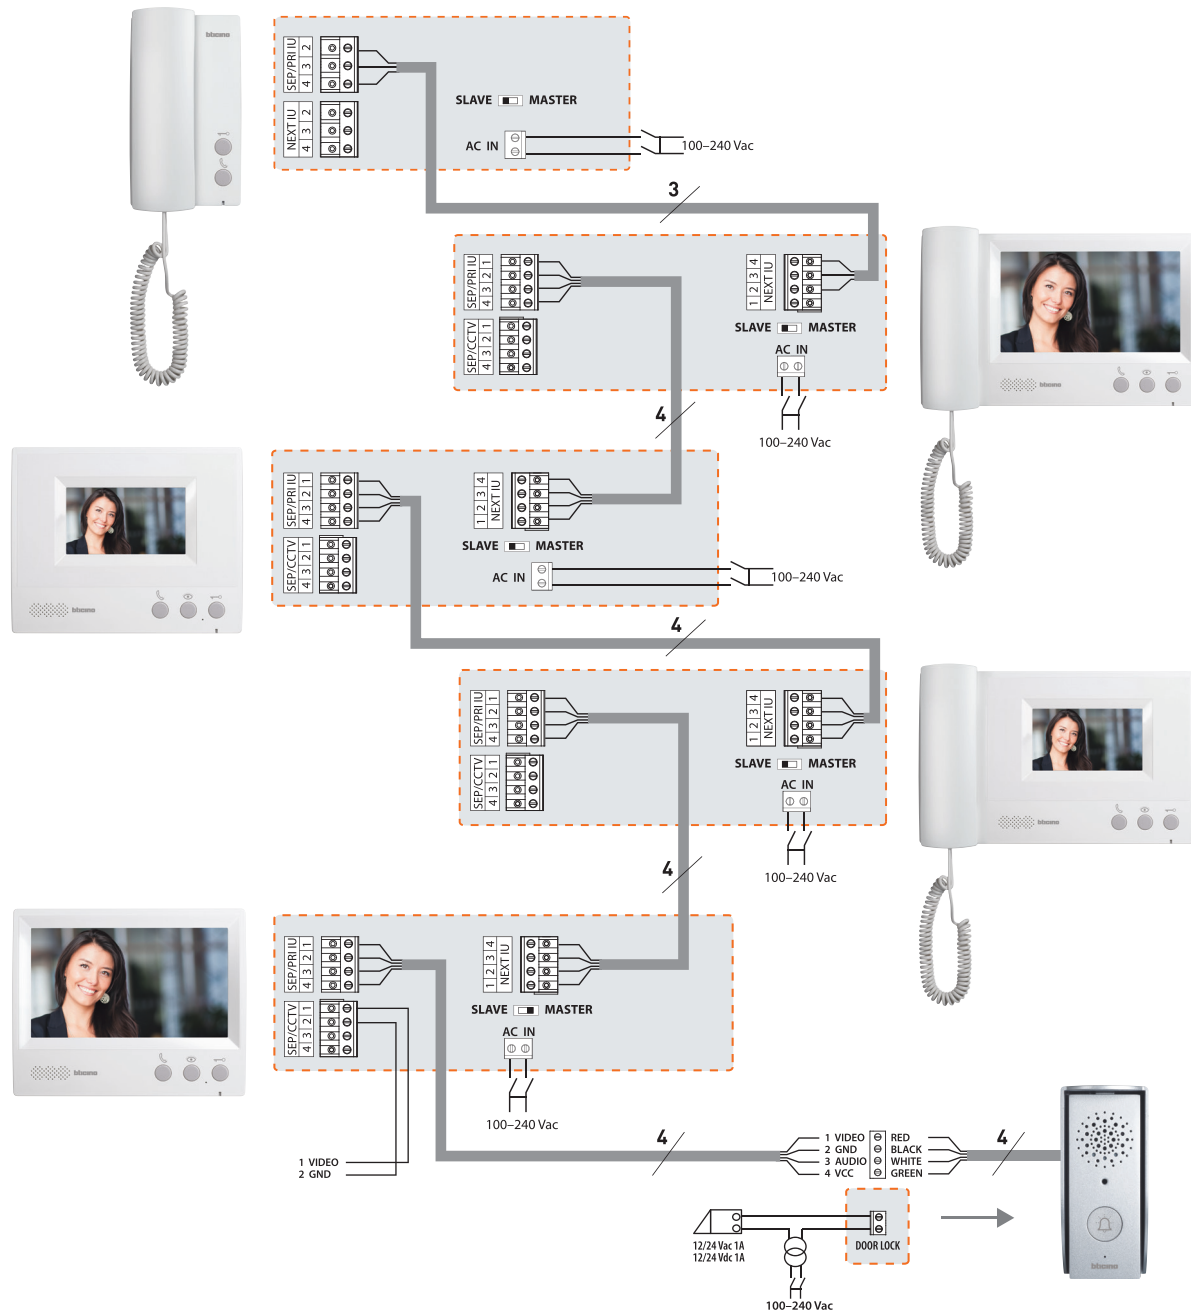 bticino
SEP/PRI IU
4 3 2
NEXT IU
4 3 2
SLAVE MASTER
AC IN
100–240 Vac
3
SEP/PRI IU
4 3 2 1
SEP/CCTV
4 3 2 1
1 2 3 4
NEXT IU
SLAVE MASTER
AC IN
100–240 Vac
bticino
4
SEP/PRI IU
4 3 2 1
SEP/CCTV
4 3 2 1
1 2 3 4
NEXT IU
SLAVE MASTER
AC IN
100–240 Vac
bticino
4
SEP/PRI IU
4 3 2 1
SEP/CCTV
4 3 2 1
1 2 3 4
NEXT IU
SLAVE MASTER
AC IN
100–240 Vac
bticino
4
SEP/PRI IU
4 3 2 1
SEP/CCTV
4 3 2 1
1 2 3 4
NEXT IU
SLAVE MASTER
AC IN
100–240 Vac
bticino
1 VIDEO
2 GND
4
1 VIDEO RED
2 GND BLACK
3 AUDIO WHITE
4 VCC GREEN
4
12/24 Vac 1A
12/24 Vdc 1A
DOOR LOCK
100–240 Vac
bticino